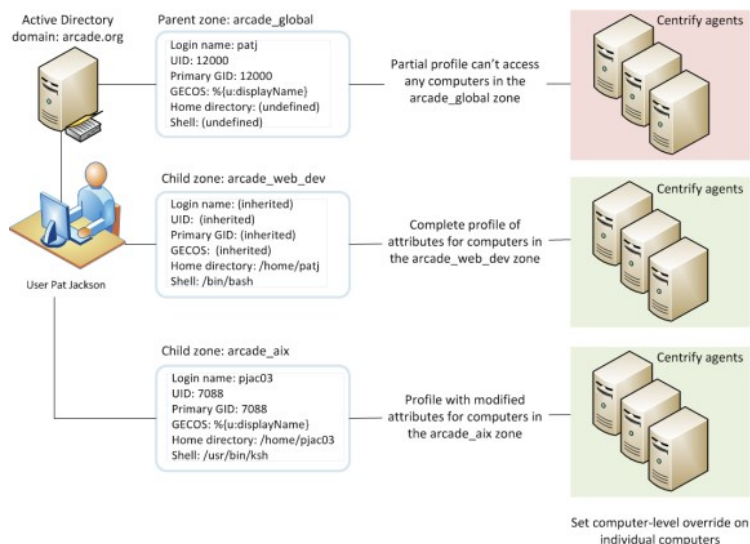 Active Directory
domain: arcade.org
Parent zone: arcade_global
Login name: patj
UID: 12000
Primary GID: 12000
GECOS: %{u:displayName}
Home directory: (undefined)
Shell: (undefined)
Partial profile can't access
any computers in the
arcade_global zone
Centrify agents
User Pat Jackson
Child zone: arcade_web_dev
Login name: (inherited)
UID: (inherited)
Primary GID: (inherited)
GECOS: (inherited)
Home directory: /home/patj
Shell: /bin/bash
Complete profile of
attributes for computers in
the arcade_web_dev zone
Centrify agents
Child zone: arcade_aix
Login name: pjac03
UID: 7088
Primary GID: 7088
GECOS: %{u:displayName}
Home directory: /home/pjac03
Shell: /usr/bin/ksh
Profile with modified
attributes for computers in
the arcade_aix zone
Centrify agents
Set computer-level override on
individual computers